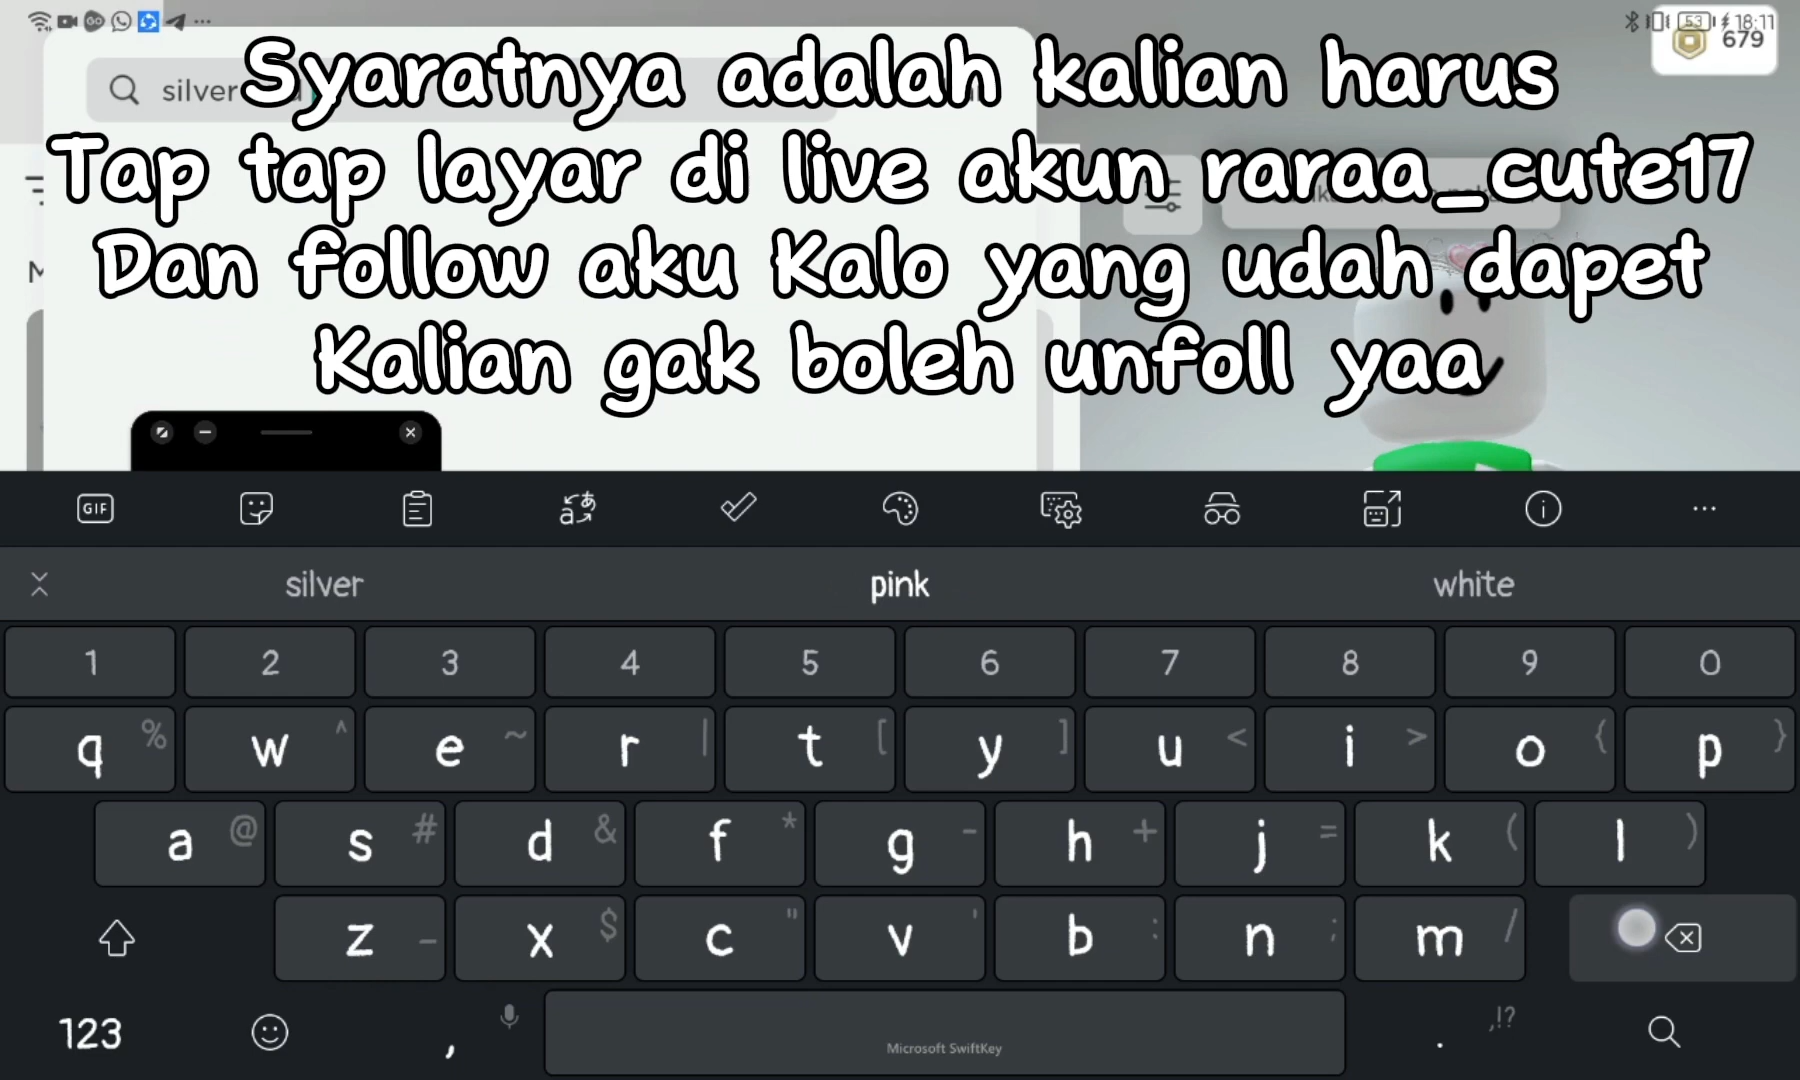 53 18:11
679
silver
Syaratnya adalah kalian harus
Tap tap layar di live akun raraa_cute17
Dan follow aku Kalo yang udah dapet
Kalian gak boleh unfoll yaa
GIF
silver pink white
1 2 3 4 5 6 7 8 9 0
q % w ^ e ~ r | t [ y ] u < i > o { p }
a @ s # d & f * g - h + j = k ( l )
z _ x $ c " v ' b : n ; m /
123 , . ,!?
Microsoft SwiftKey